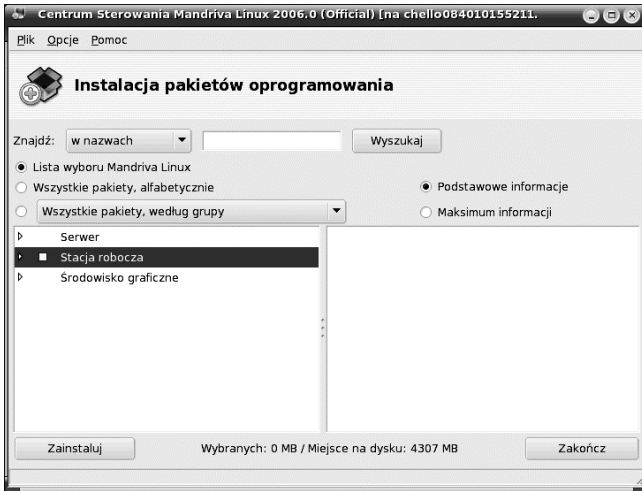 Centrum Sterowania Mandriva Linux 2006.0 (Official) [na chello084010155211.
Plik Opcje Pomoc
Instalacja pakietów oprogramowania
Znajdź: w nazwach Wyszukaj
Lista wyboru Mandriva Linux
Wszystkie pakiety, alfabetycznie Podstawowe informacje
Wszystkie pakiety, według grupy Maksimum informacji
Serwer
Stacja robocza
Środowisko graficzne
Zainstaluj Wybranych: 0 MB / Miejsce na dysku: 4307 MB Zakończ